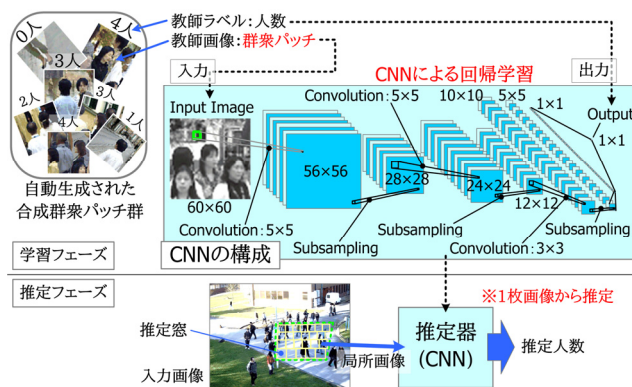 教師ラベル:人数
教師画像:群衆パッチ
0人
4人
3人
2人
3人
4人
1人
自動生成された
合成群衆パッチ群
学習フェーズ
入力
CNNによる回帰学習
出力
Input Image
60×60
Convolution:5×5
56×56
Convolution:5×5
28×28
Subsampling
24×24
Subsampling
12×12
10×10
Convolution:3×3
5×5
Subsampling
1×1
Output
1×1
CNNの構成
推定フェーズ
推定窓
入力画像
局所画像
※1枚画像から推定
推定器
(CNN)
推定人数